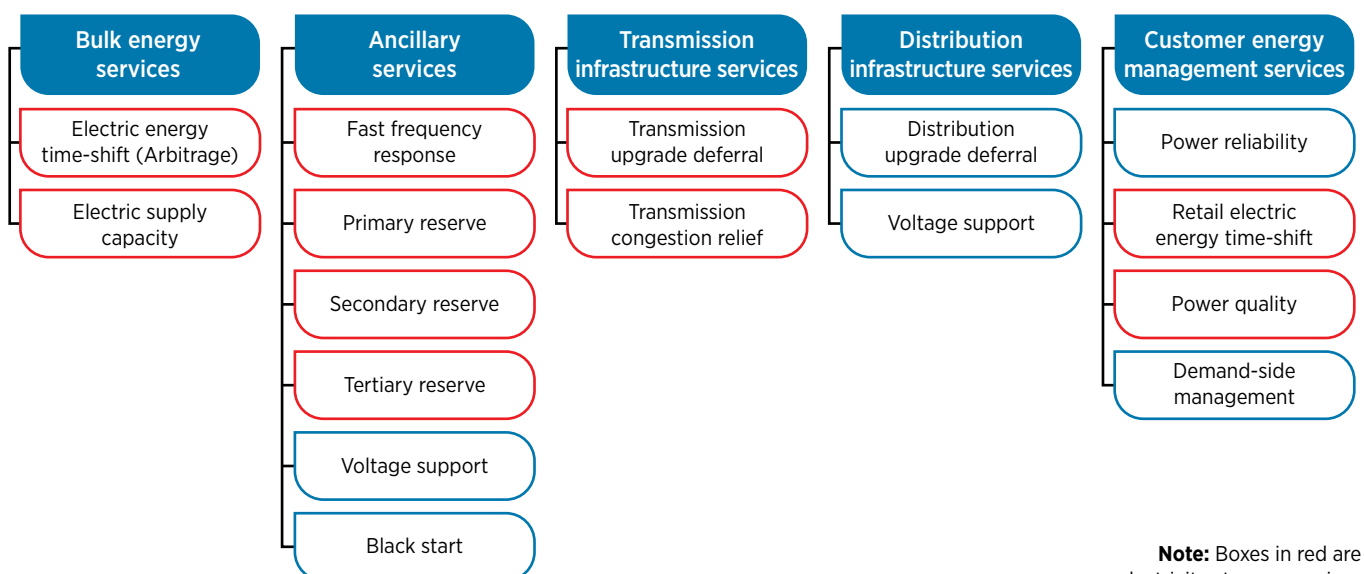 Bulk energy
services
Electric energy
time-shift (Arbitrage)
Electric supply
capacity
Ancillary
services
Fast frequency
response
Primary reserve
Secondary reserve
Tertiary reserve
Voltage support
Black start
Transmission
infrastructure services
Transmission
upgrade deferral
Transmission
congestion relief
Distribution
infrastructure services
Distribution
upgrade deferral
Voltage support
Customer energy
management services
Power reliability
Retail electric
energy time-shift
Power quality
Demand-side
management
Note: Boxes in red are